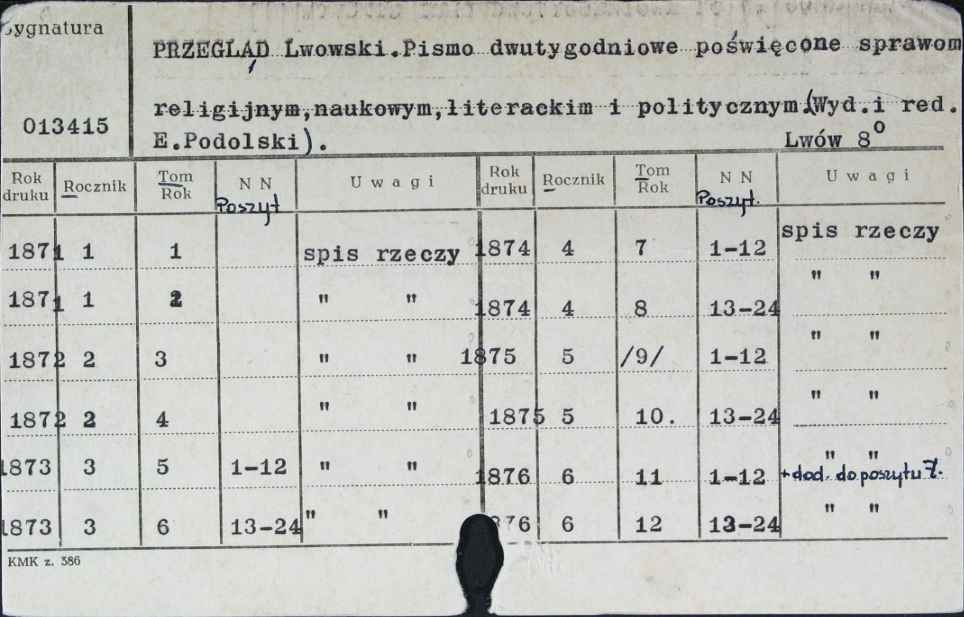 Sygnatura
PRZEGLĄD Lwowski.Pismo dwutygodniowe poświęcone sprawom
religijnym,naukowym,literackim i politycznym.(Wyd.i red.
013415
E.Podolski).
Lwów 8°
Rok druku Rocznik Tom Rok N N Poszyt U w a g i Rok druku Rocznik Tom Rok N N Poszyt. U w a g i
1871 1 1 spis rzeczy 1874 4 7 1-12 spis rzeczy
1871 1 2 " " 1874 4 8 13-24 " "
1872 2 3 " " 1875 5 /9/ 1-12 " "
1872 2 4 " " 1875 5 10. 13-24 " "
1873 3 5 1-12 " " 1876 6 11 1-12 " " +dod. do poszytu 7.
1873 3 6 13-24 " " 1876 6 12 13-24 " "
KMK z. 386